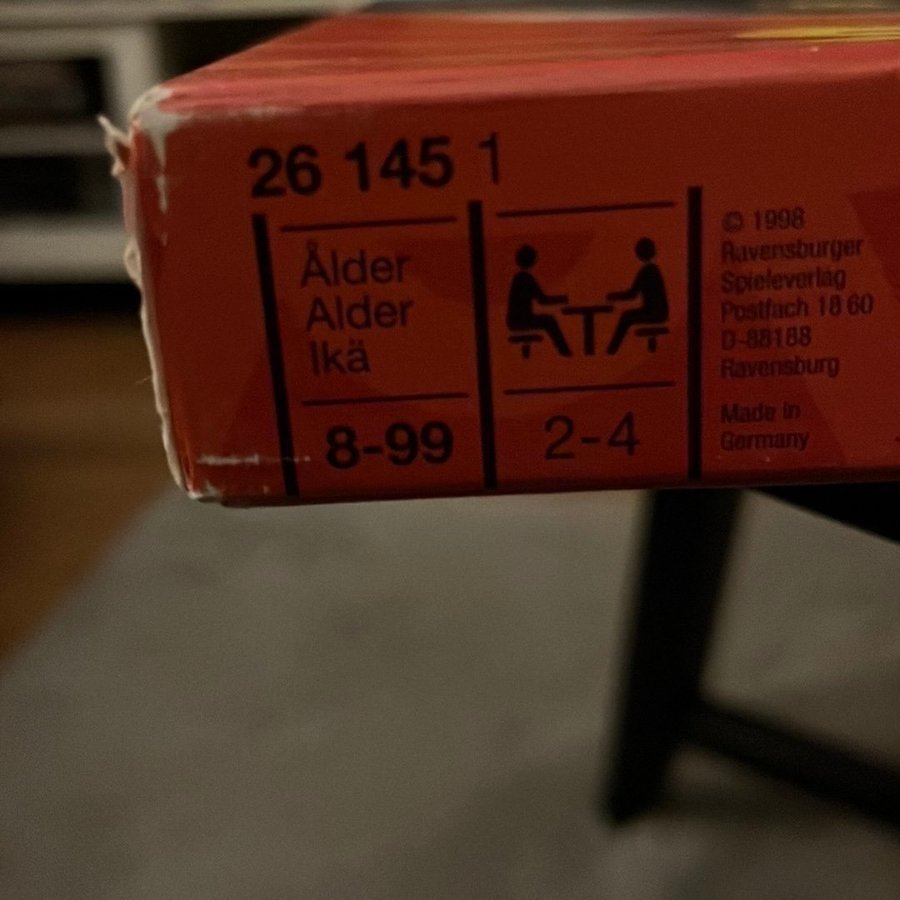 26 145 1
Ålder
Alder
Ikä
8-99
2-4
© 1998
Ravensburger
Spieleverlag
Postfach 18 60
D-88188
Ravensburg
Made in
Germany